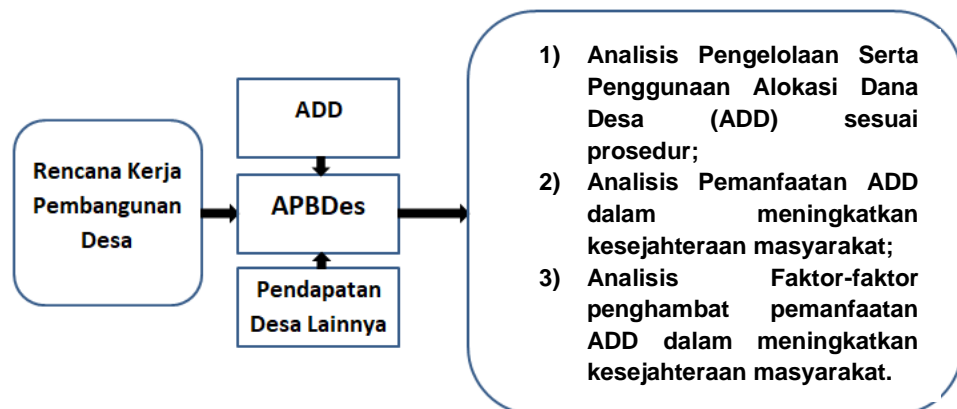 Rencana Kerja
Pembangunan
Desa
ADD
APBDes
Pendapatan
Desa Lainnya
1) Analisis Pengelolaan Serta
Penggunaan Alokasi Dana
Desa (ADD) sesuai
prosedur;
2) Analisis Pemanfaatan ADD
dalam meningkatkan
kesejahteraan masyarakat;
3) Analisis Faktor-faktor
penghambat pemanfaatan
ADD dalam meningkatkan
kesejahteraan masyarakat.